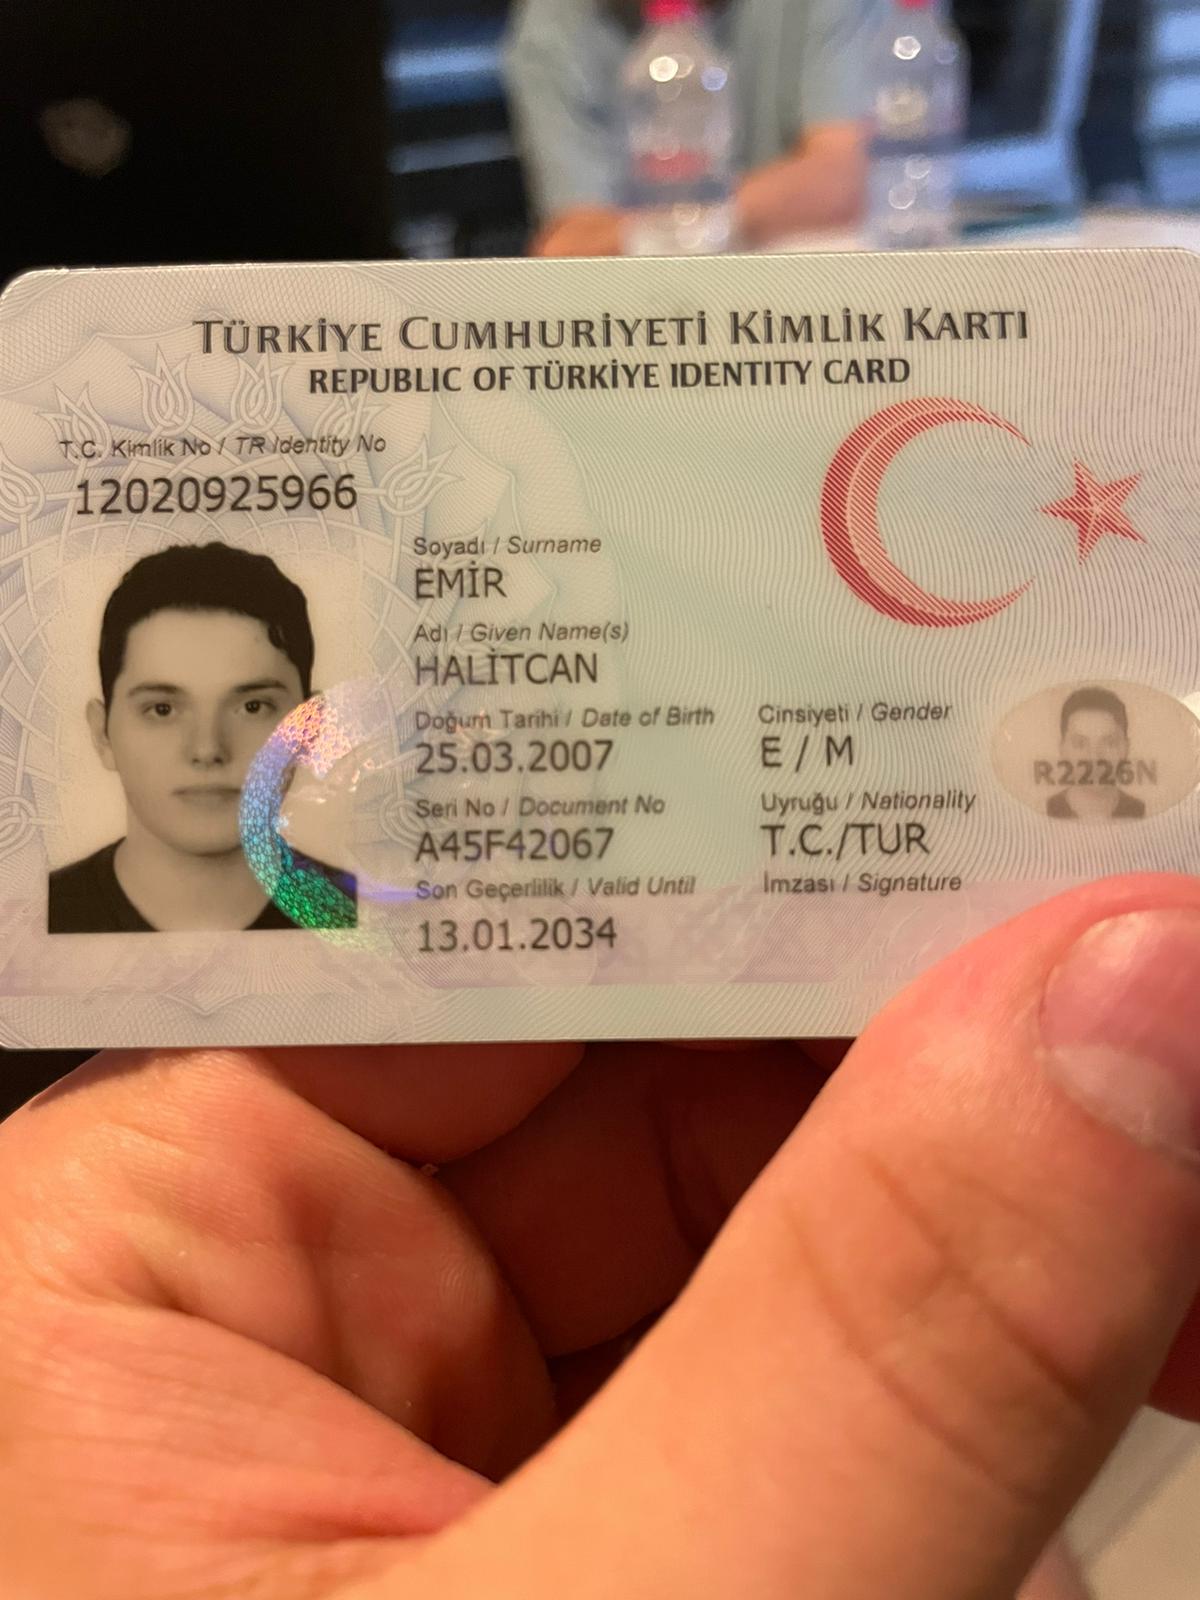 TÜRKİYE CUMHURİYETİ KİMLİK KARTI
REPUBLIC OF TÜRKİYE IDENTITY CARD
T.C. Kimlik No / TR Identity No
12020925966
Soyadı / Surname
EMİR
Adı / Given Name(s)
HALİTCAN
Doğum Tarihi / Date of Birth
25.03.2007
Cinsiyeti / Gender
E / M
Seri No / Document No
A45F42067
Uyruğu / Nationality
T.C./TUR
Son Geçerlilik / Valid Until
13.01.2034
İmzası / Signature
R2226N